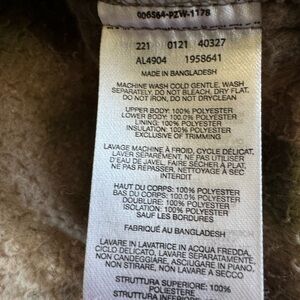 006564-PZW-1178
221 0121 40327
AL4904 1958641
MADE IN BANGLADESH
MACHINE WASH COLD GENTLE, WASH
SEPARATELY, DO NOT BLEACH, DRY FLAT,
DO NOT IRON, DO NOT DRYCLEAN
UPPER BODY: 100% POLYESTER
LOWER BODY: 100.0% POLYESTER
LINING: 100% POLYESTER
INSULATION: 100% POLYESTER
EXCLUSIVE OF TRIMMING
LAVAGE MACHINE À FROID, CYCLE DÉLICAT,
LAVER SÉPARÉMENT, NE PAS UTILISER
D'EAU DE JAVEL, FAIRE SÉCHER À PLAT,
NE PAS REPASSER, NETTOYAGE À SEC
INTERDIT
HAUT DU CORPS: 100% POLYESTER
BAS DU CORPS: 100.0% POLYESTER
DOUBLURE: 100% POLYESTER
ISOLATION: 100% POLYESTER
SAUF LES BORDURES
FABRIQUÉ AU BANGLADESH
LAVARE IN LAVATRICE IN ACQUA FREDDA,
CICLO DELICATO, LAVARE SEPARATAMENTE,
NON CANDEGGIARE, ASCIUGARE IN PIANO,
NON STIRARE, NON LAVARE A SECCO
STRUTTURA SUPERIORE: 100%
POLIESTERE
STRUTTURA INFERIORE: